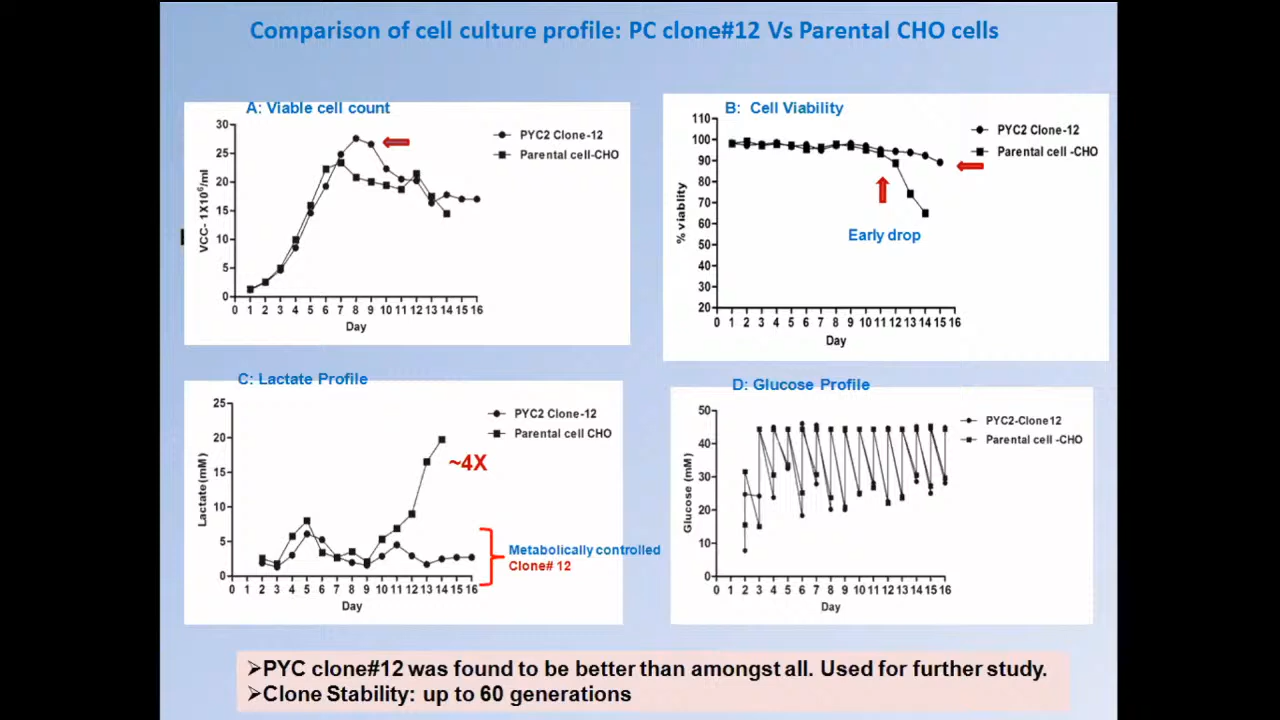 Comparison of cell culture profile: PC clone#12 Vs Parental CHO cells
A: Viable cell count
30
25
20
15
10
5
0
VCC- 1X10⁶/ml
0 1 2 3 4 5 6 7 8 9 10 11 12 13 14 15 16
Day
PYC2 Clone-12
Parental cell-CHO
B: Cell Viability
110
100
90
80
70
60
50
40
30
20
% viablity
0 1 2 3 4 5 6 7 8 9 10 11 12 13 14 15 16
Day
PYC2 Clone-12
Parental cell -CHO
Early drop
C: Lactate Profile
25
20
15
10
5
0
Lactate (mM)
0 1 2 3 4 5 6 7 8 9 10 11 12 13 14 15 16
Day
PYC2 Clone-12
Parental cell CHO
~4X
Metabolically controlled
Clone# 12
D: Glucose Profile
50
40
30
20
10
0
Glucose (mM)
0 1 2 3 4 5 6 7 8 9 10 11 12 13 14 15 16
Day
PYC2-Clone12
Parental cell -CHO
➢PYC clone#12 was found to be better than amongst all. Used for further study.
➢Clone Stability: up to 60 generations